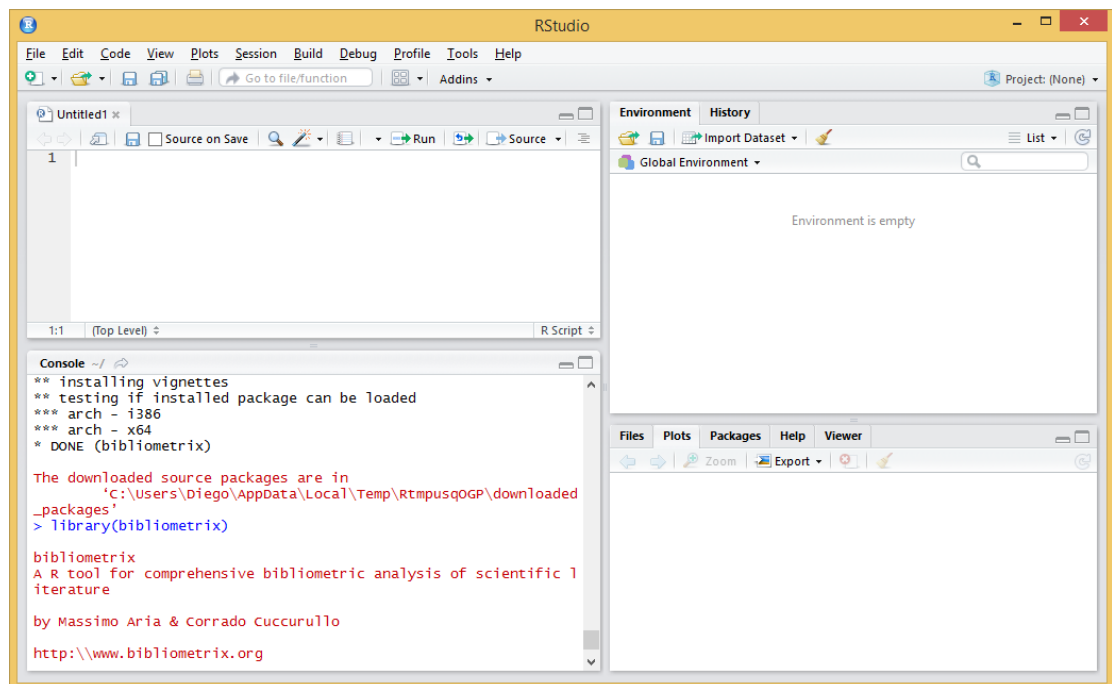 RStudio
File Edit Code View Plots Session Build Debug Profile Tools Help
Go to file/function Addins Project: (None)
Untitled1
Source on Save Run Source
1
1:1 (Top Level) R Script
Console ~/
** installing vignettes
** testing if installed package can be loaded
*** arch - i386
*** arch - x64
* DONE (bibliometrix)
The downloaded source packages are in
‘C:\Users\Diego\AppData\Local\Temp\RtmpusqOGP\downloaded
_packages’
> library(bibliometrix)
bibliometrix
A R tool for comprehensive bibliometric analysis of scientific l
iterature
by Massimo Aria & Corrado Cuccurullo
http:\\www.bibliometrix.org
Environment History
Import Dataset List
Global Environment
Environment is empty
Files Plots Packages Help Viewer
Zoom Export